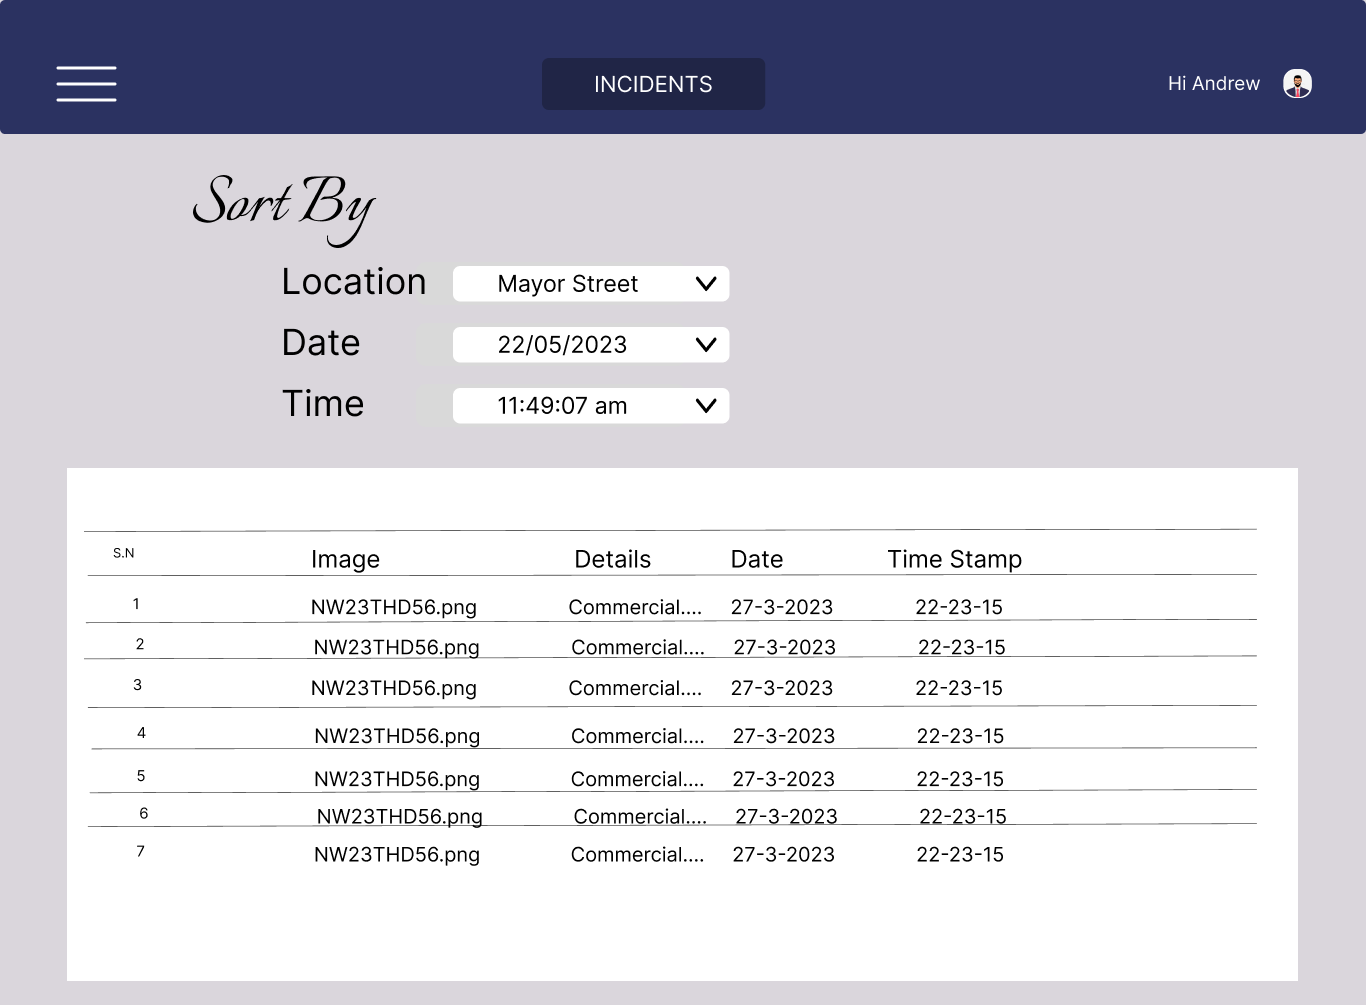 INCIDENTS
Hi Andrew
Sort By
Location Mayor Street
Date 22/05/2023
Time 11:49:07 am
S.N Image Details Date Time Stamp
1 NW23THD56.png Commercial.... 27-3-2023 22-23-15
2 NW23THD56.png Commercial.... 27-3-2023 22-23-15
3 NW23THD56.png Commercial.... 27-3-2023 22-23-15
4 NW23THD56.png Commercial.... 27-3-2023 22-23-15
5 NW23THD56.png Commercial.... 27-3-2023 22-23-15
6 NW23THD56.png Commercial.... 27-3-2023 22-23-15
7 NW23THD56.png Commercial.... 27-3-2023 22-23-15